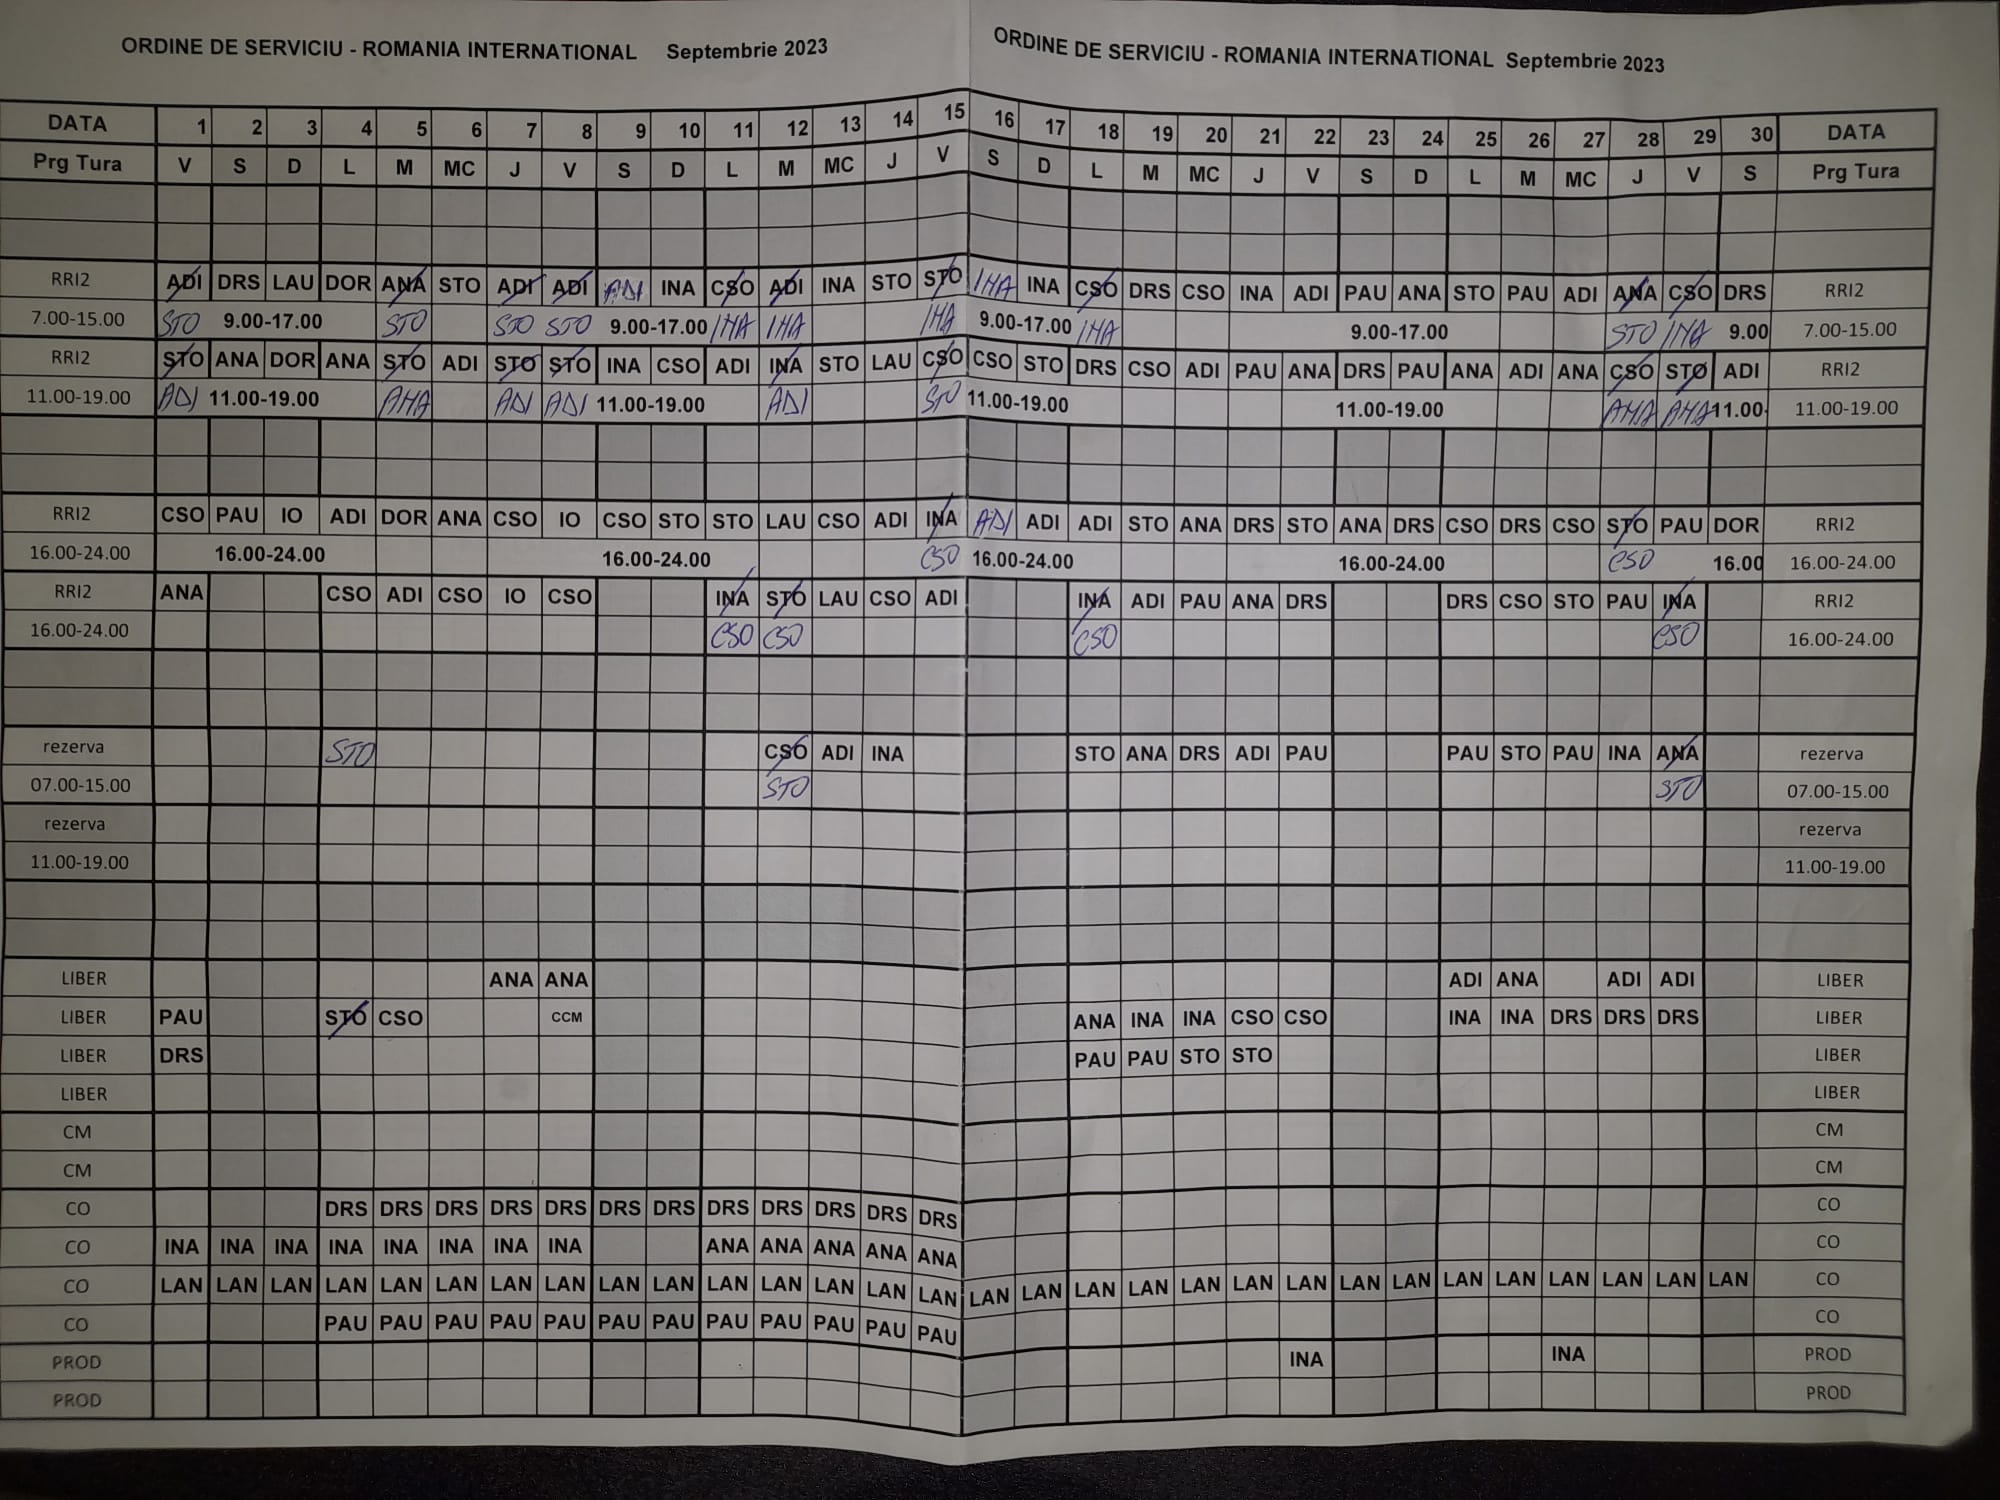 ORDINE DE SERVICIU - ROMANIA INTERNATIONAL Septembrie 2023 ORDINE DE SERVICIU - ROMANIA INTERNATIONAL Septembrie 2023
DATA 1 2 3 4 5 6 7 8 9 10 11 12 13 14 15 16 17 18 19 20 21 22 23 24 25 26 27 28 29 30 DATA
Prg Tura V S D L M MC J V S D L M MC J V S D L M MC J V S D L M MC J V S Prg Tura
RRI2 ADI DRS LAU DOR ANA STO ADI ADI ADI INA CSO ADI INA STO STO INA INA CSO DRS CSO INA ADI PAU ANA STO PAU ADI ANA CSO DRS RRI2
7.00-15.00 STO 9.00-17.00 STO STO STO 9.00-17.00 INA INA INA 9.00-17.00 INA 9.00-17.00 STO INA 9.00 7.00-15.00
RRI2 STO ANA DOR ANA STO ADI STO STO INA CSO ADI INA STO LAU CSO CSO STO DRS CSO ADI PAU ANA DRS PAU ANA ADI ANA CSO STO ADI RRI2
11.00-19.00 ADI 11.00-19.00 ANA ADI ADI 11.00-19.00 ADI STO 11.00-19.00 11.00-19.00 ANA ANA 11.00- 11.00-19.00
RRI2 CSO PAU IO ADI DOR ANA CSO IO CSO STO STO LAU CSO ADI INA ADI ADI ADI STO ANA DRS STO ANA DRS CSO DRS CSO STO PAU DOR RRI2
16.00-24.00 16.00-24.00 16.00-24.00 CSO 16.00-24.00 16.00-24.00 CSO 16.00 16.00-24.00
RRI2 ANA CSO ADI CSO IO CSO INA STO LAU CSO ADI INA ADI PAU ANA DRS DRS CSO STO PAU INA RRI2
16.00-24.00 CSO CSO CSO CSO 16.00-24.00
rezerva STO CSO ADI INA STO ANA DRS ADI PAU PAU STO PAU INA ANA rezerva
07.00-15.00 STO STO 07.00-15.00
rezerva rezerva
11.00-19.00 11.00-19.00
LIBER ANA ANA ADI ANA ADI ADI LIBER
LIBER PAU STO CSO CCM ANA INA INA CSO CSO INA INA DRS DRS DRS LIBER
LIBER DRS PAU PAU STO STO LIBER
LIBER LIBER
CM CM
CM CM
CO DRS DRS DRS DRS DRS DRS DRS DRS DRS DRS DRS DRS CO
CO INA INA INA INA INA INA INA INA ANA ANA ANA ANA ANA CO
CO LAN LAN LAN LAN LAN LAN LAN LAN LAN LAN LAN LAN LAN LAN LAN LAN LAN LAN LAN LAN LAN LAN LAN LAN LAN LAN LAN LAN LAN LAN CO
CO PAU PAU PAU PAU PAU PAU PAU PAU PAU PAU PAU PAU CO
PROD INA INA PROD
PROD PROD